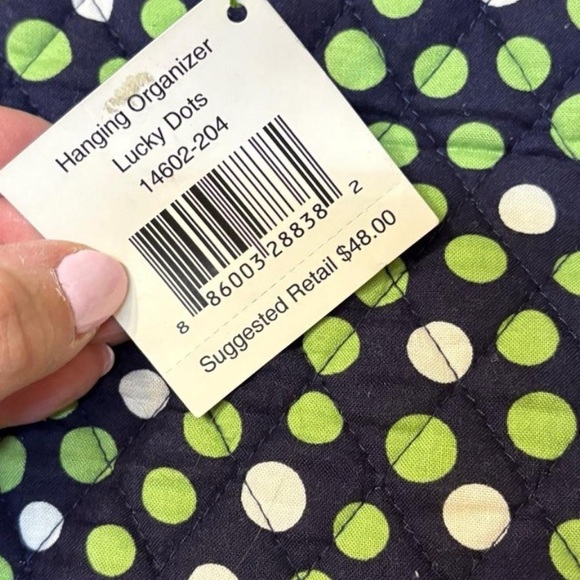 Hanging Organizer
Lucky Dots
14602-204
8 86003 28838 2
Suggested Retail $48.00